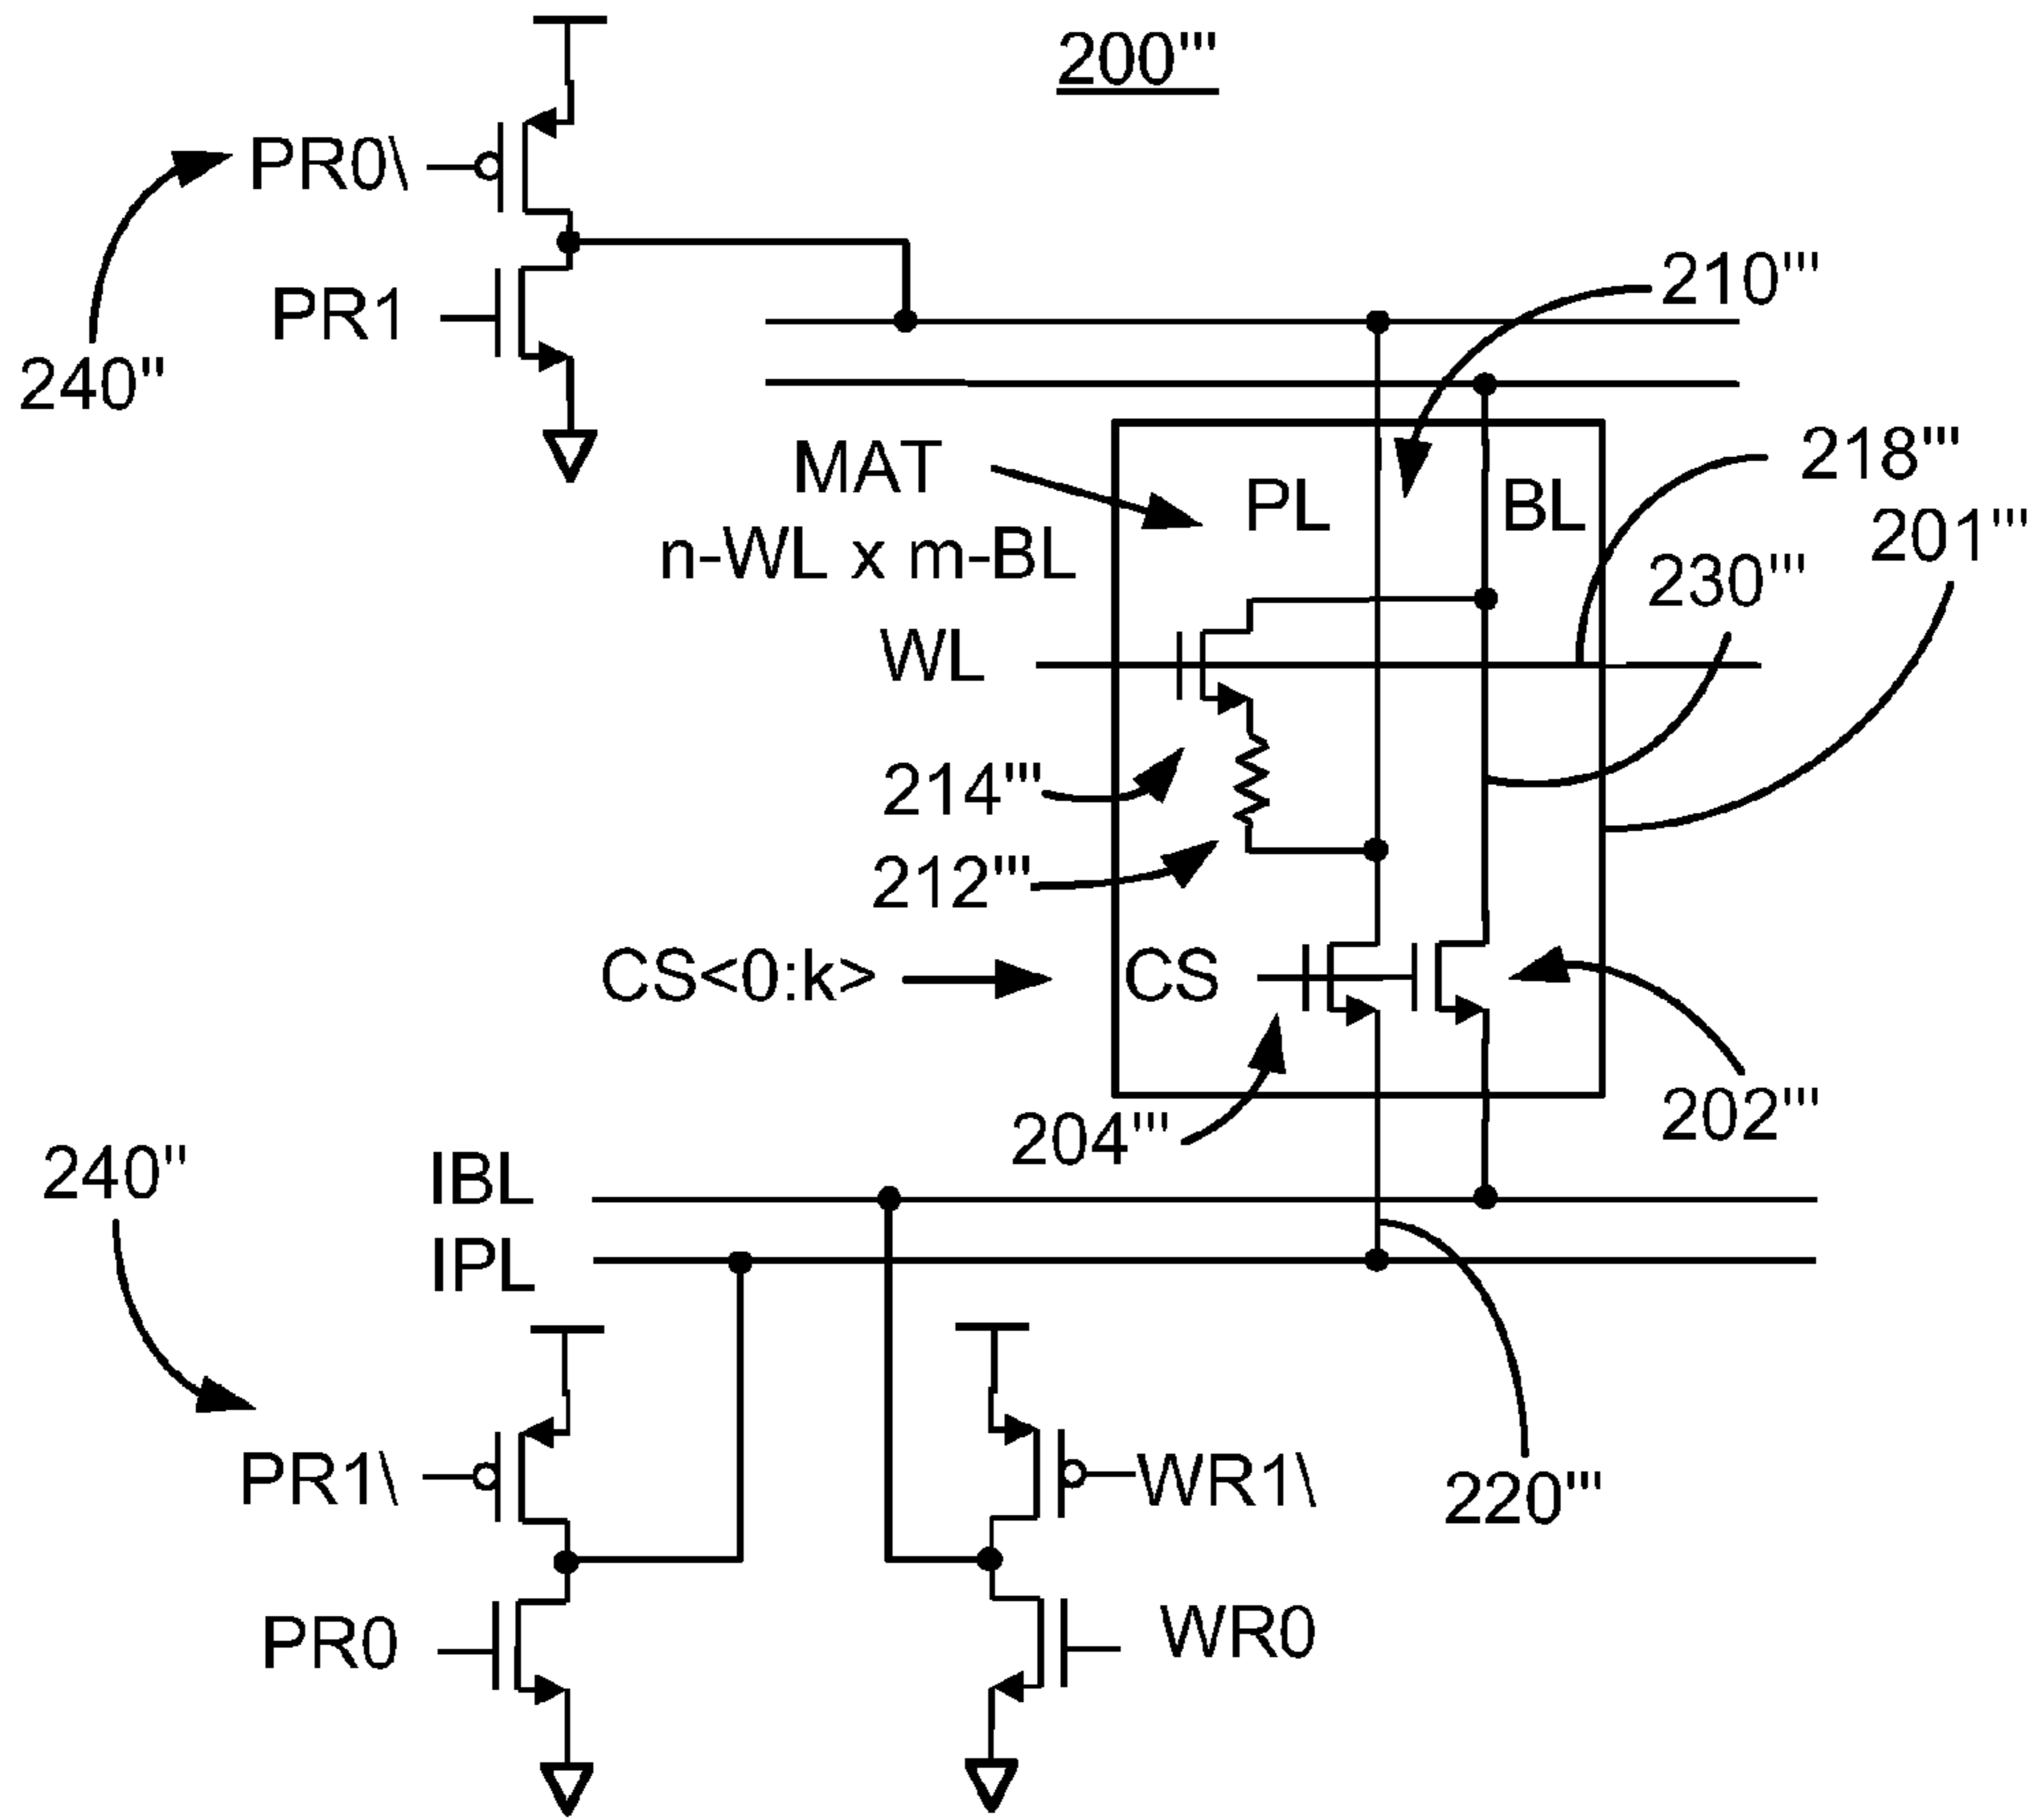 200'''
PR0\
PR1
240"
210'''
218'''
201'''
230'''
MAT
n-WL x m-BL
PL
BL
WL
214'''
212'''
CS<0:k>
CS
204'''
202'''
240"
IBL
IPL
220'''
PR1\
PR0
WR1\
WR0